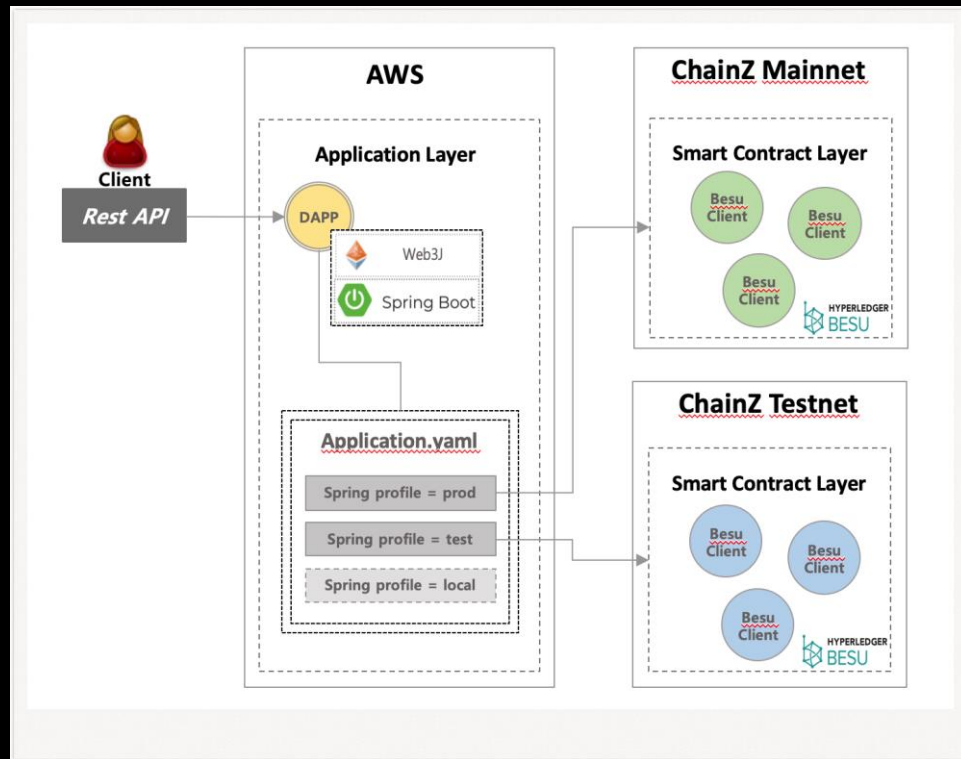 AWS
ChainZ Mainnet
Application Layer
Smart Contract Layer
Client
Rest API
DAPP
Web3J
Spring Boot
Besu
Client
Besu
Client
Besu
Client
HYPERLEDGER
BESU
Application.yaml
Spring profile = prod
Spring profile = test
Spring profile = local
ChainZ Testnet
Smart Contract Layer
Besu
Client
Besu
Client
Besu
Client
HYPERLEDGER
BESU